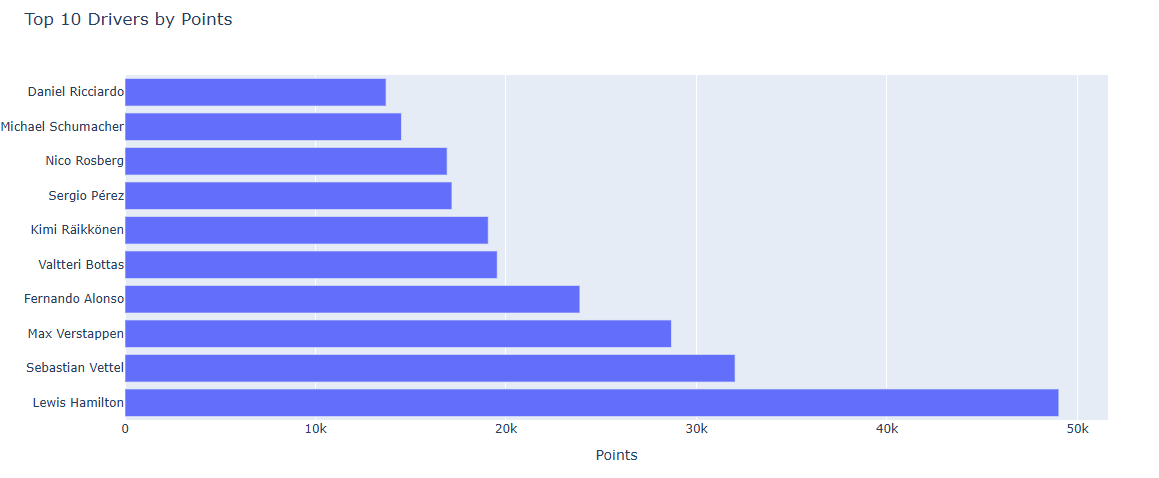 Top 10 Drivers by Points
Daniel Ricciardo
Michael Schumacher
Nico Rosberg
Sergio Pérez
Kimi Räikkönen
Valtteri Bottas
Fernando Alonso
Max Verstappen
Sebastian Vettel
Lewis Hamilton
0 10k 20k 30k 40k 50k
Points